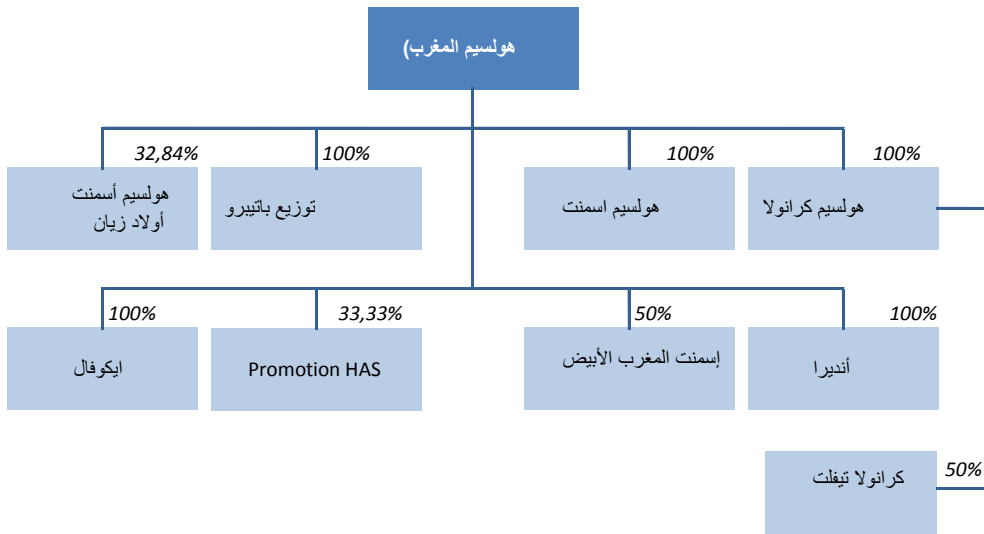 هولسيم المغرب)
100%
100%
100%
32,84%
هولسيم كرانولا
هولسيم اسمنت
توزيع باتيبرو
هولسيم أسمنت
أولاد زيان
100%
50%
33,33%
100%
أنديرا
إسمنت المغرب الأبيض
Promotion HAS
ايكوفال
50%
كرانولا تيفلت